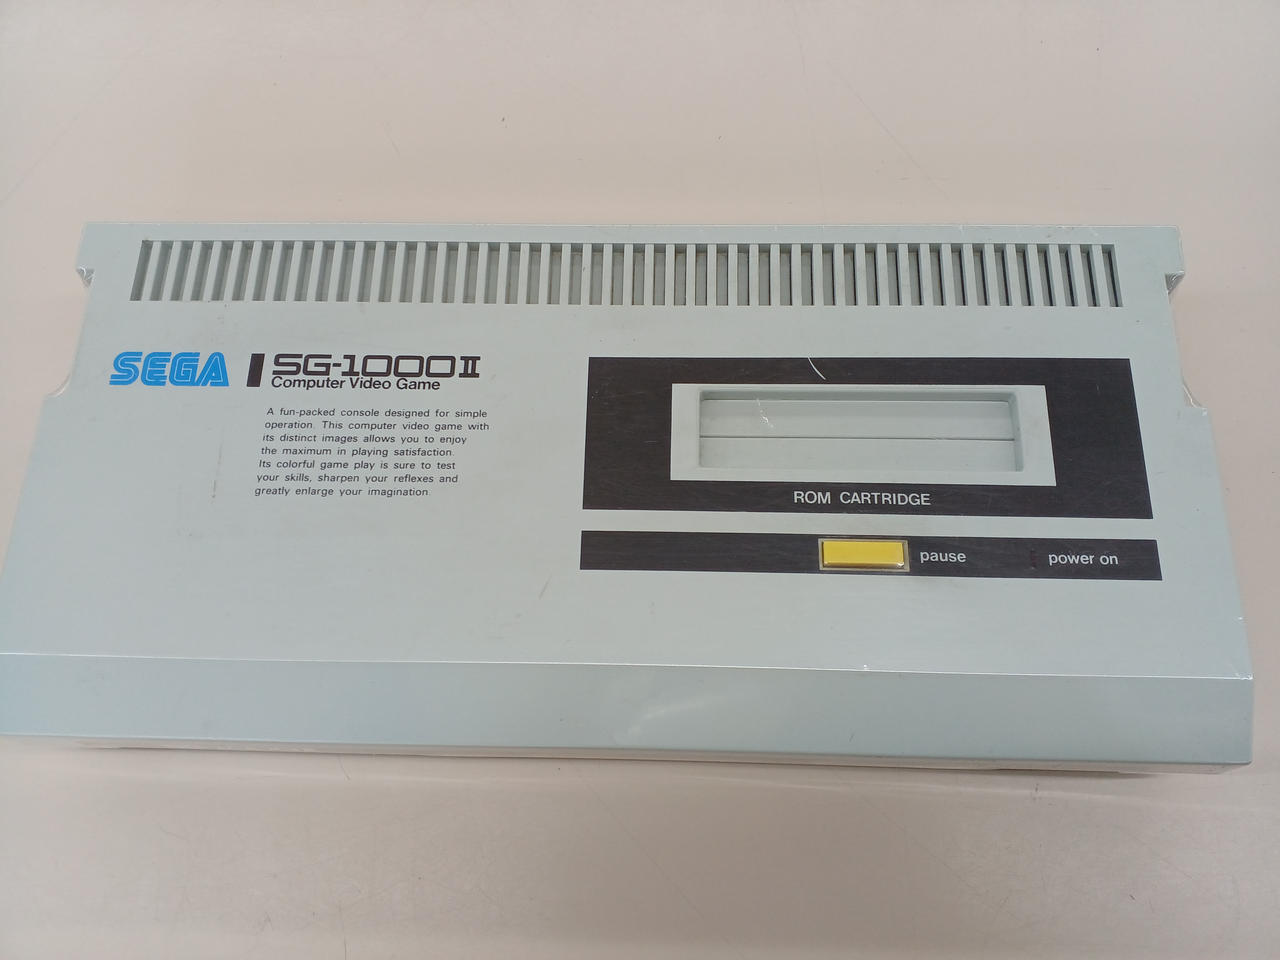 SEGA
SG-1000II
Computer Video Game
A fun-packed console designed for simple
operation. This computer video game with
its distinct images allows you to enjoy
the maximum in playing satisfaction.
Its colorful game play is sure to test
your skills, sharpen your reflexes and
greatly enlarge your imagination.
ROM CARTRIDGE
pause
power on